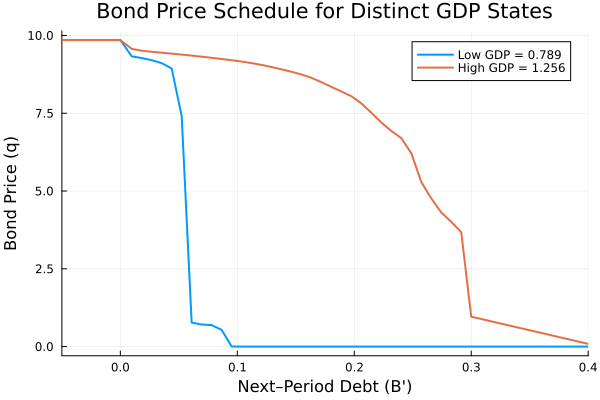 Bond Price Schedule for Distinct GDP States
Low GDP = 0.789
High GDP = 1.256
Bond Price (q)
10.0
7.5
5.0
2.5
0.0
0.0 0.1 0.2 0.3 0.4
Next–Period Debt (B')